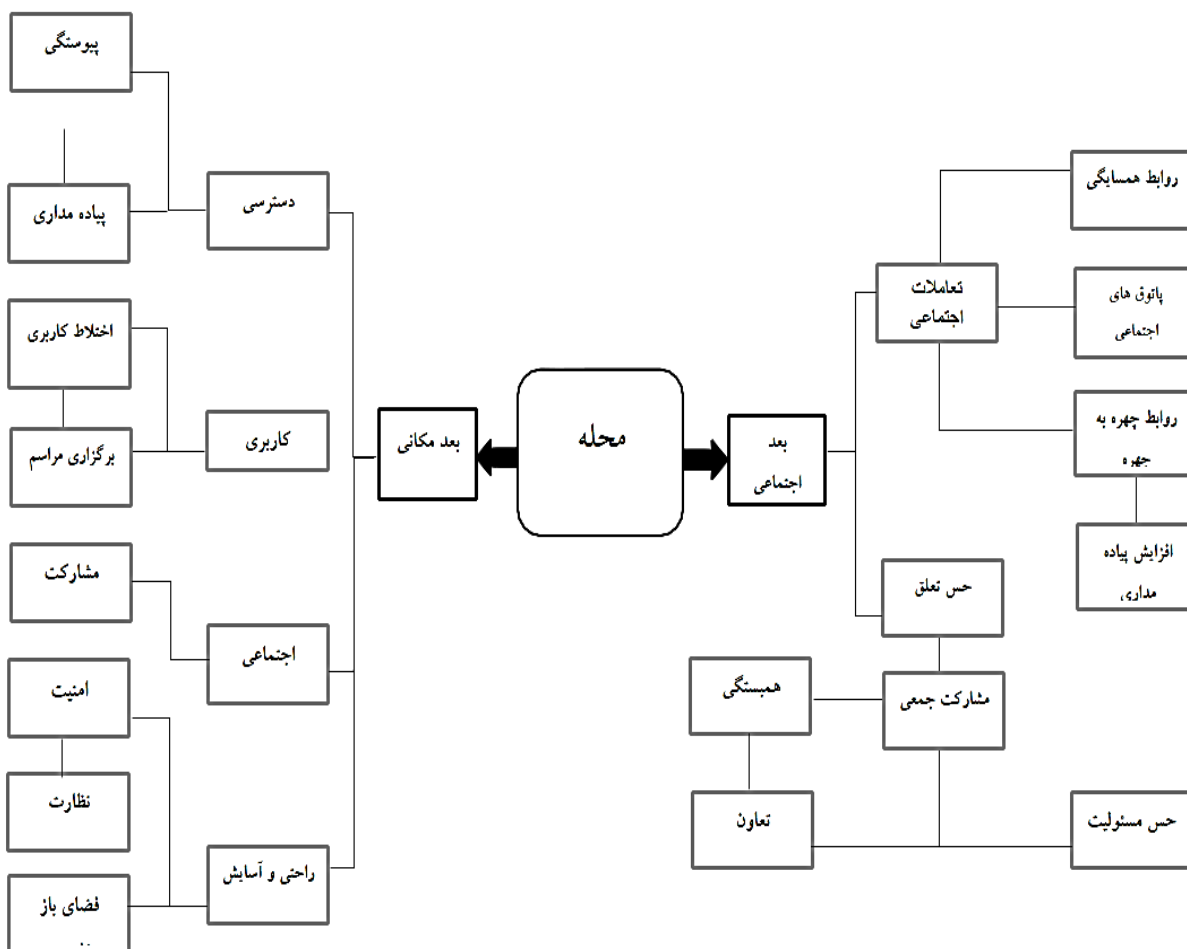 محله
بعد
اجتماعی
تعاملات
اجتماعی
روابط همسایگی
پاتوق های
اجتماعی
روابط چهره به
چهره
افزایش پیاده
مداری
حس تعلق
مشارکت جمعی
همبستگی
تعاون
حس مسئولیت
بعد مکانی
دسترسی
پیوستگی
پیاده مداری
کاربری
اختلاط کاربری
برگزاری مراسم
اجتماعی
مشارکت
راحتی و آسایش
امنیت
نظارت
فضای باز